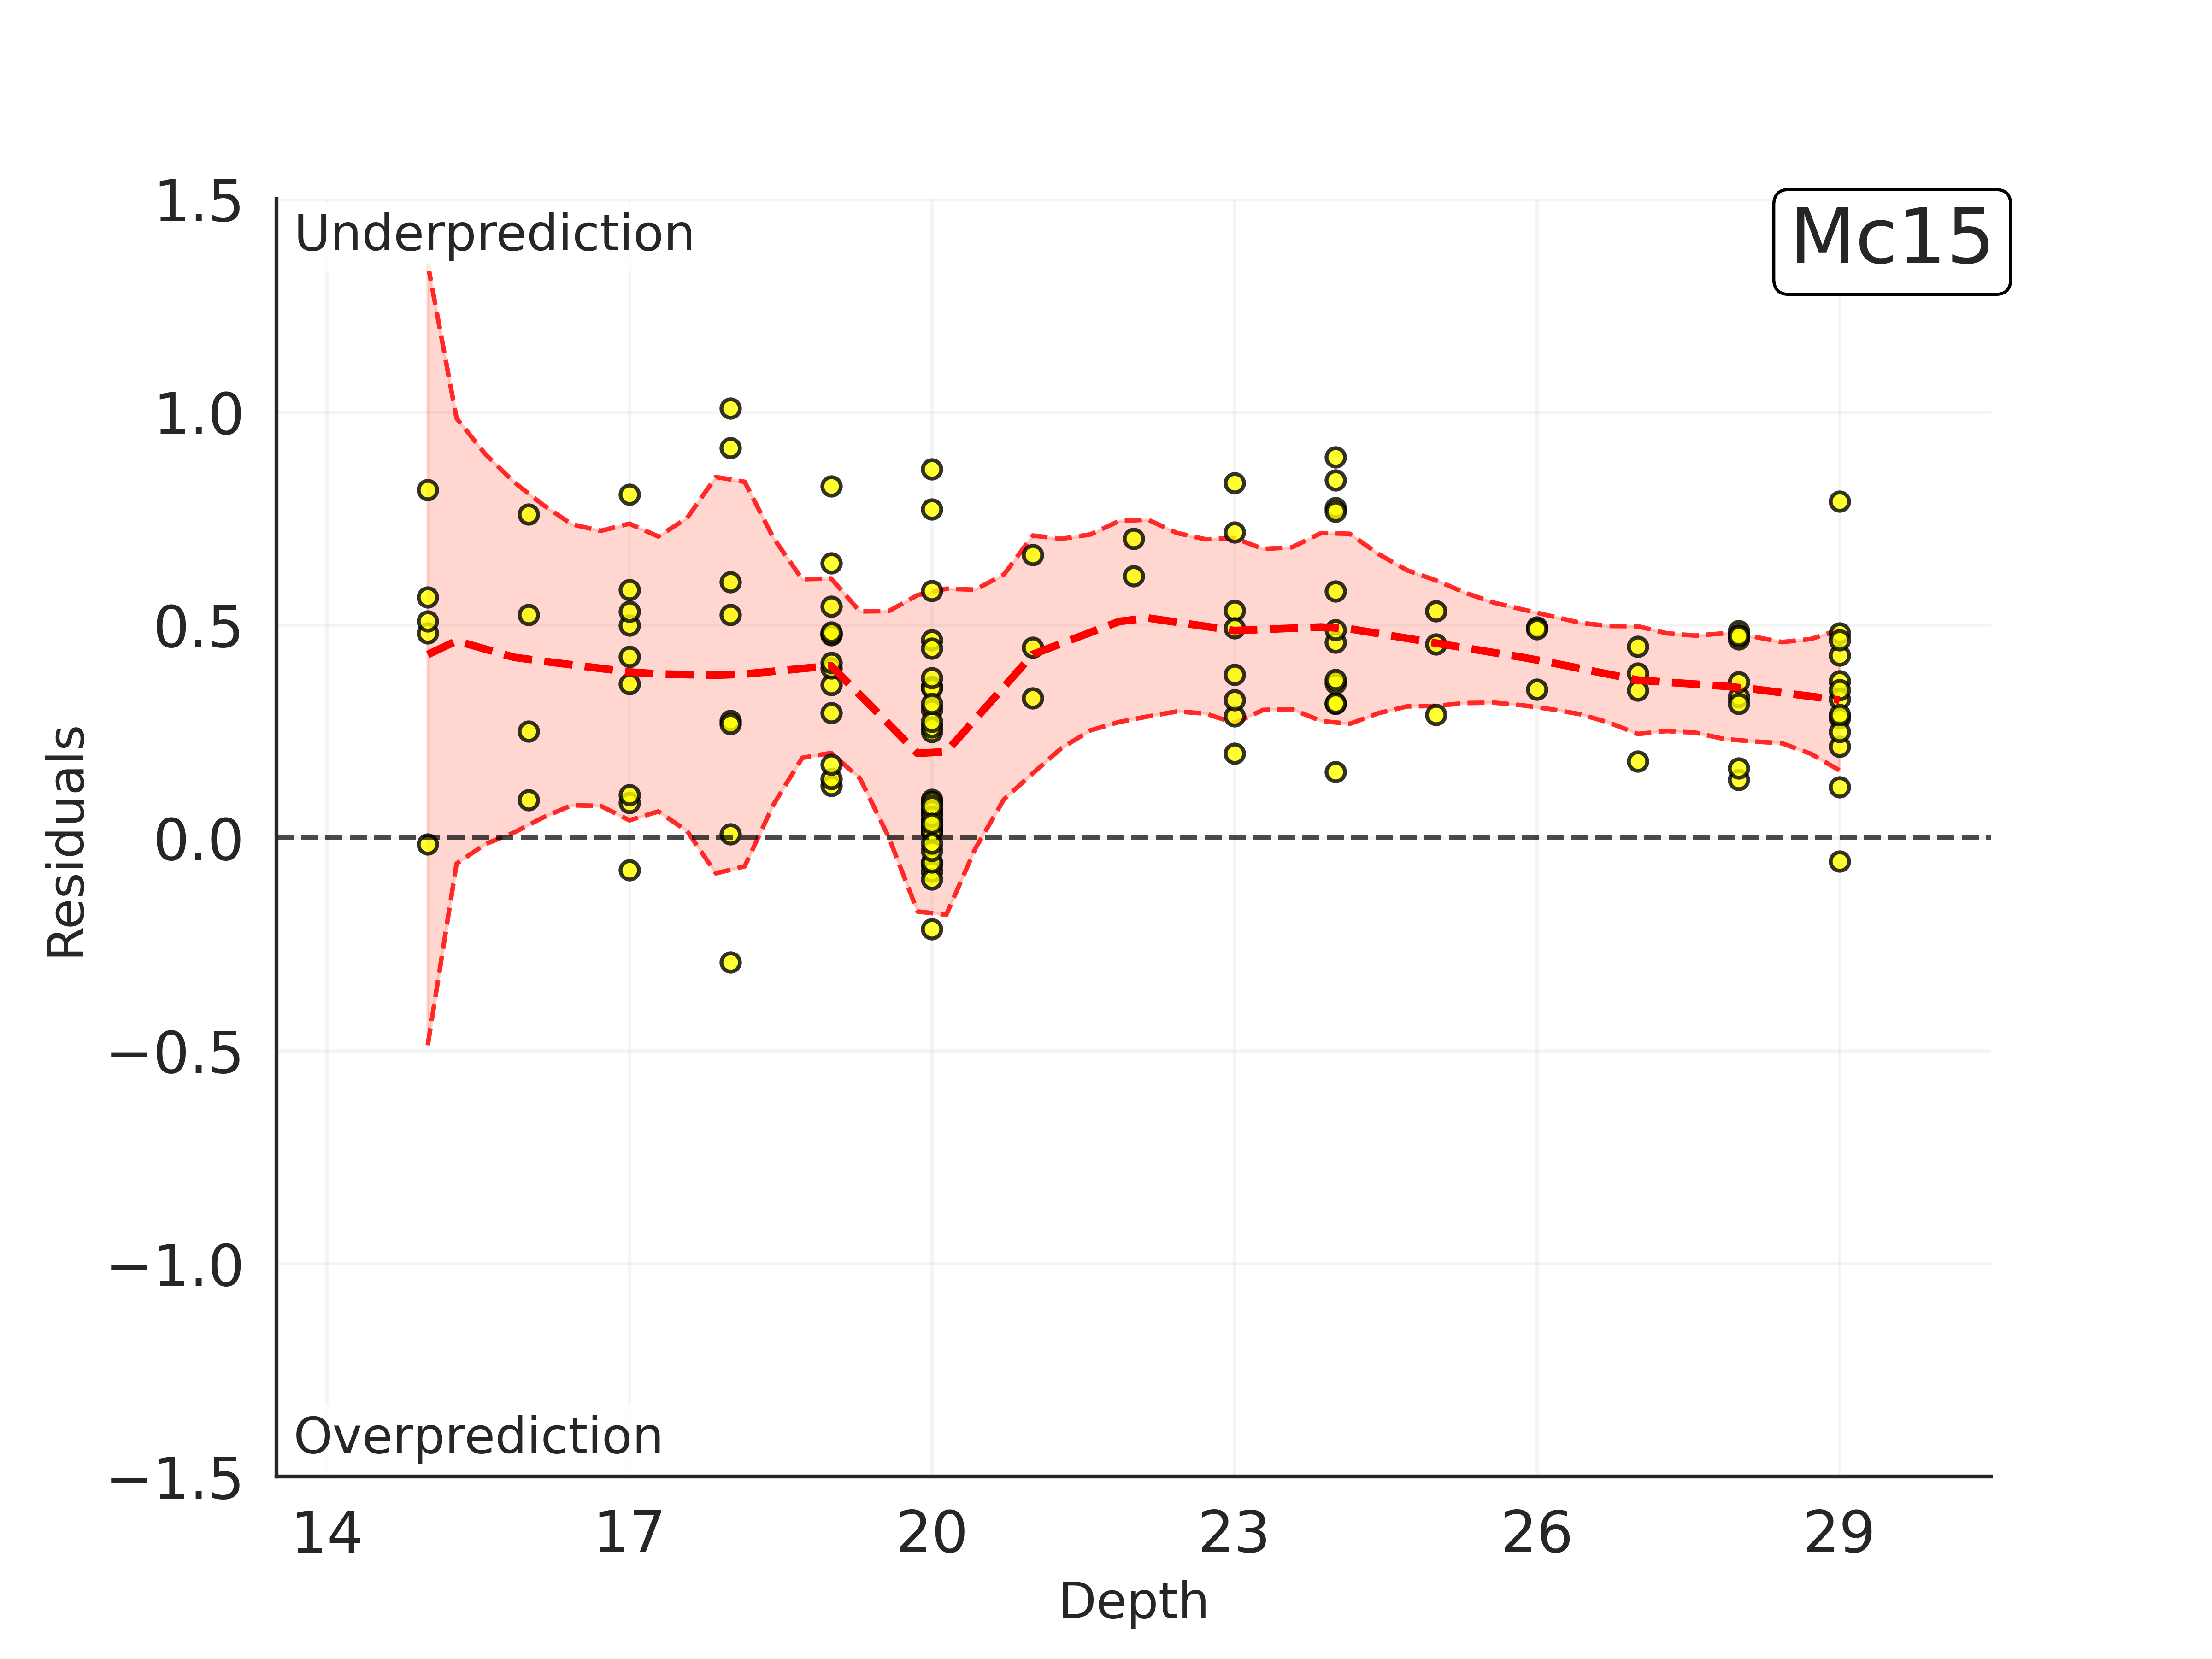 Mc15
Underprediction
Overprediction
Residuals
1.5
1.0
0.5
0.0
−0.5
−1.0
−1.5
14 17 20 23 26 29
Depth